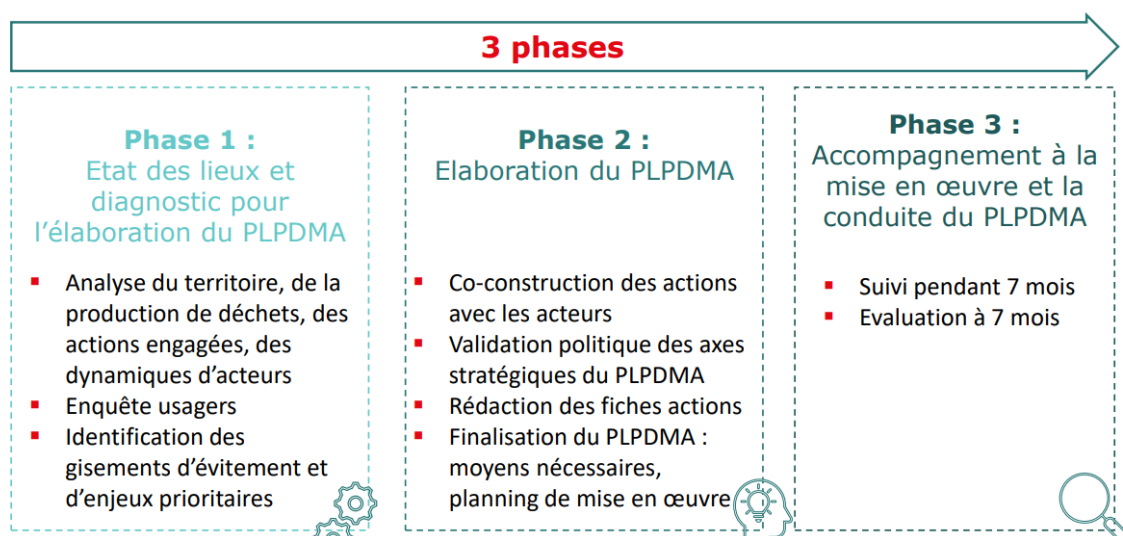 3 phases
Phase 1 :
Etat des lieux et
diagnostic pour
l’élaboration du PLPDMA
▪ Analyse du territoire, de la
production de déchets, des
actions engagées, des
dynamiques d’acteurs
▪ Enquête usagers
▪ Identification des
gisements d’évitement et
d’enjeux prioritaires
Phase 2 :
Elaboration du PLPDMA
▪ Co-construction des actions
avec les acteurs
▪ Validation politique des axes
stratégiques du PLPDMA
▪ Rédaction des fiches actions
▪ Finalisation du PLPDMA :
moyens nécessaires,
planning de mise en œuvre
Phase 3 :
Accompagnement à la
mise en œuvre et la
conduite du PLPDMA
▪ Suivi pendant 7 mois
▪ Evaluation à 7 mois